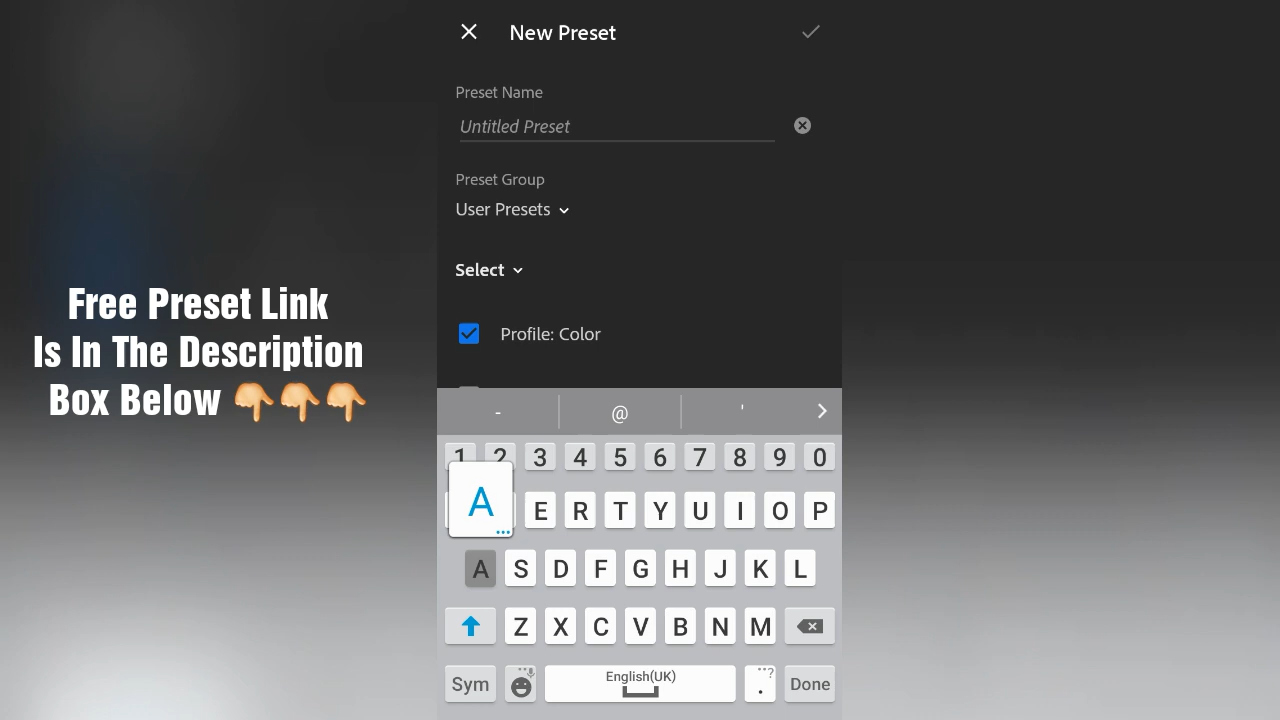 New Preset
Preset Name
Untitled Preset
Preset Group
User Presets
Select
Profile: Color
Free Preset Link
Is In The Description
Box Below 👇👇👇
- @ '
1 2 3 4 5 6 7 8 9 0
A
E R T Y U I O P
A S D F G H J K L
Z X C V B N M
English(UK)
Sym . ...? Done